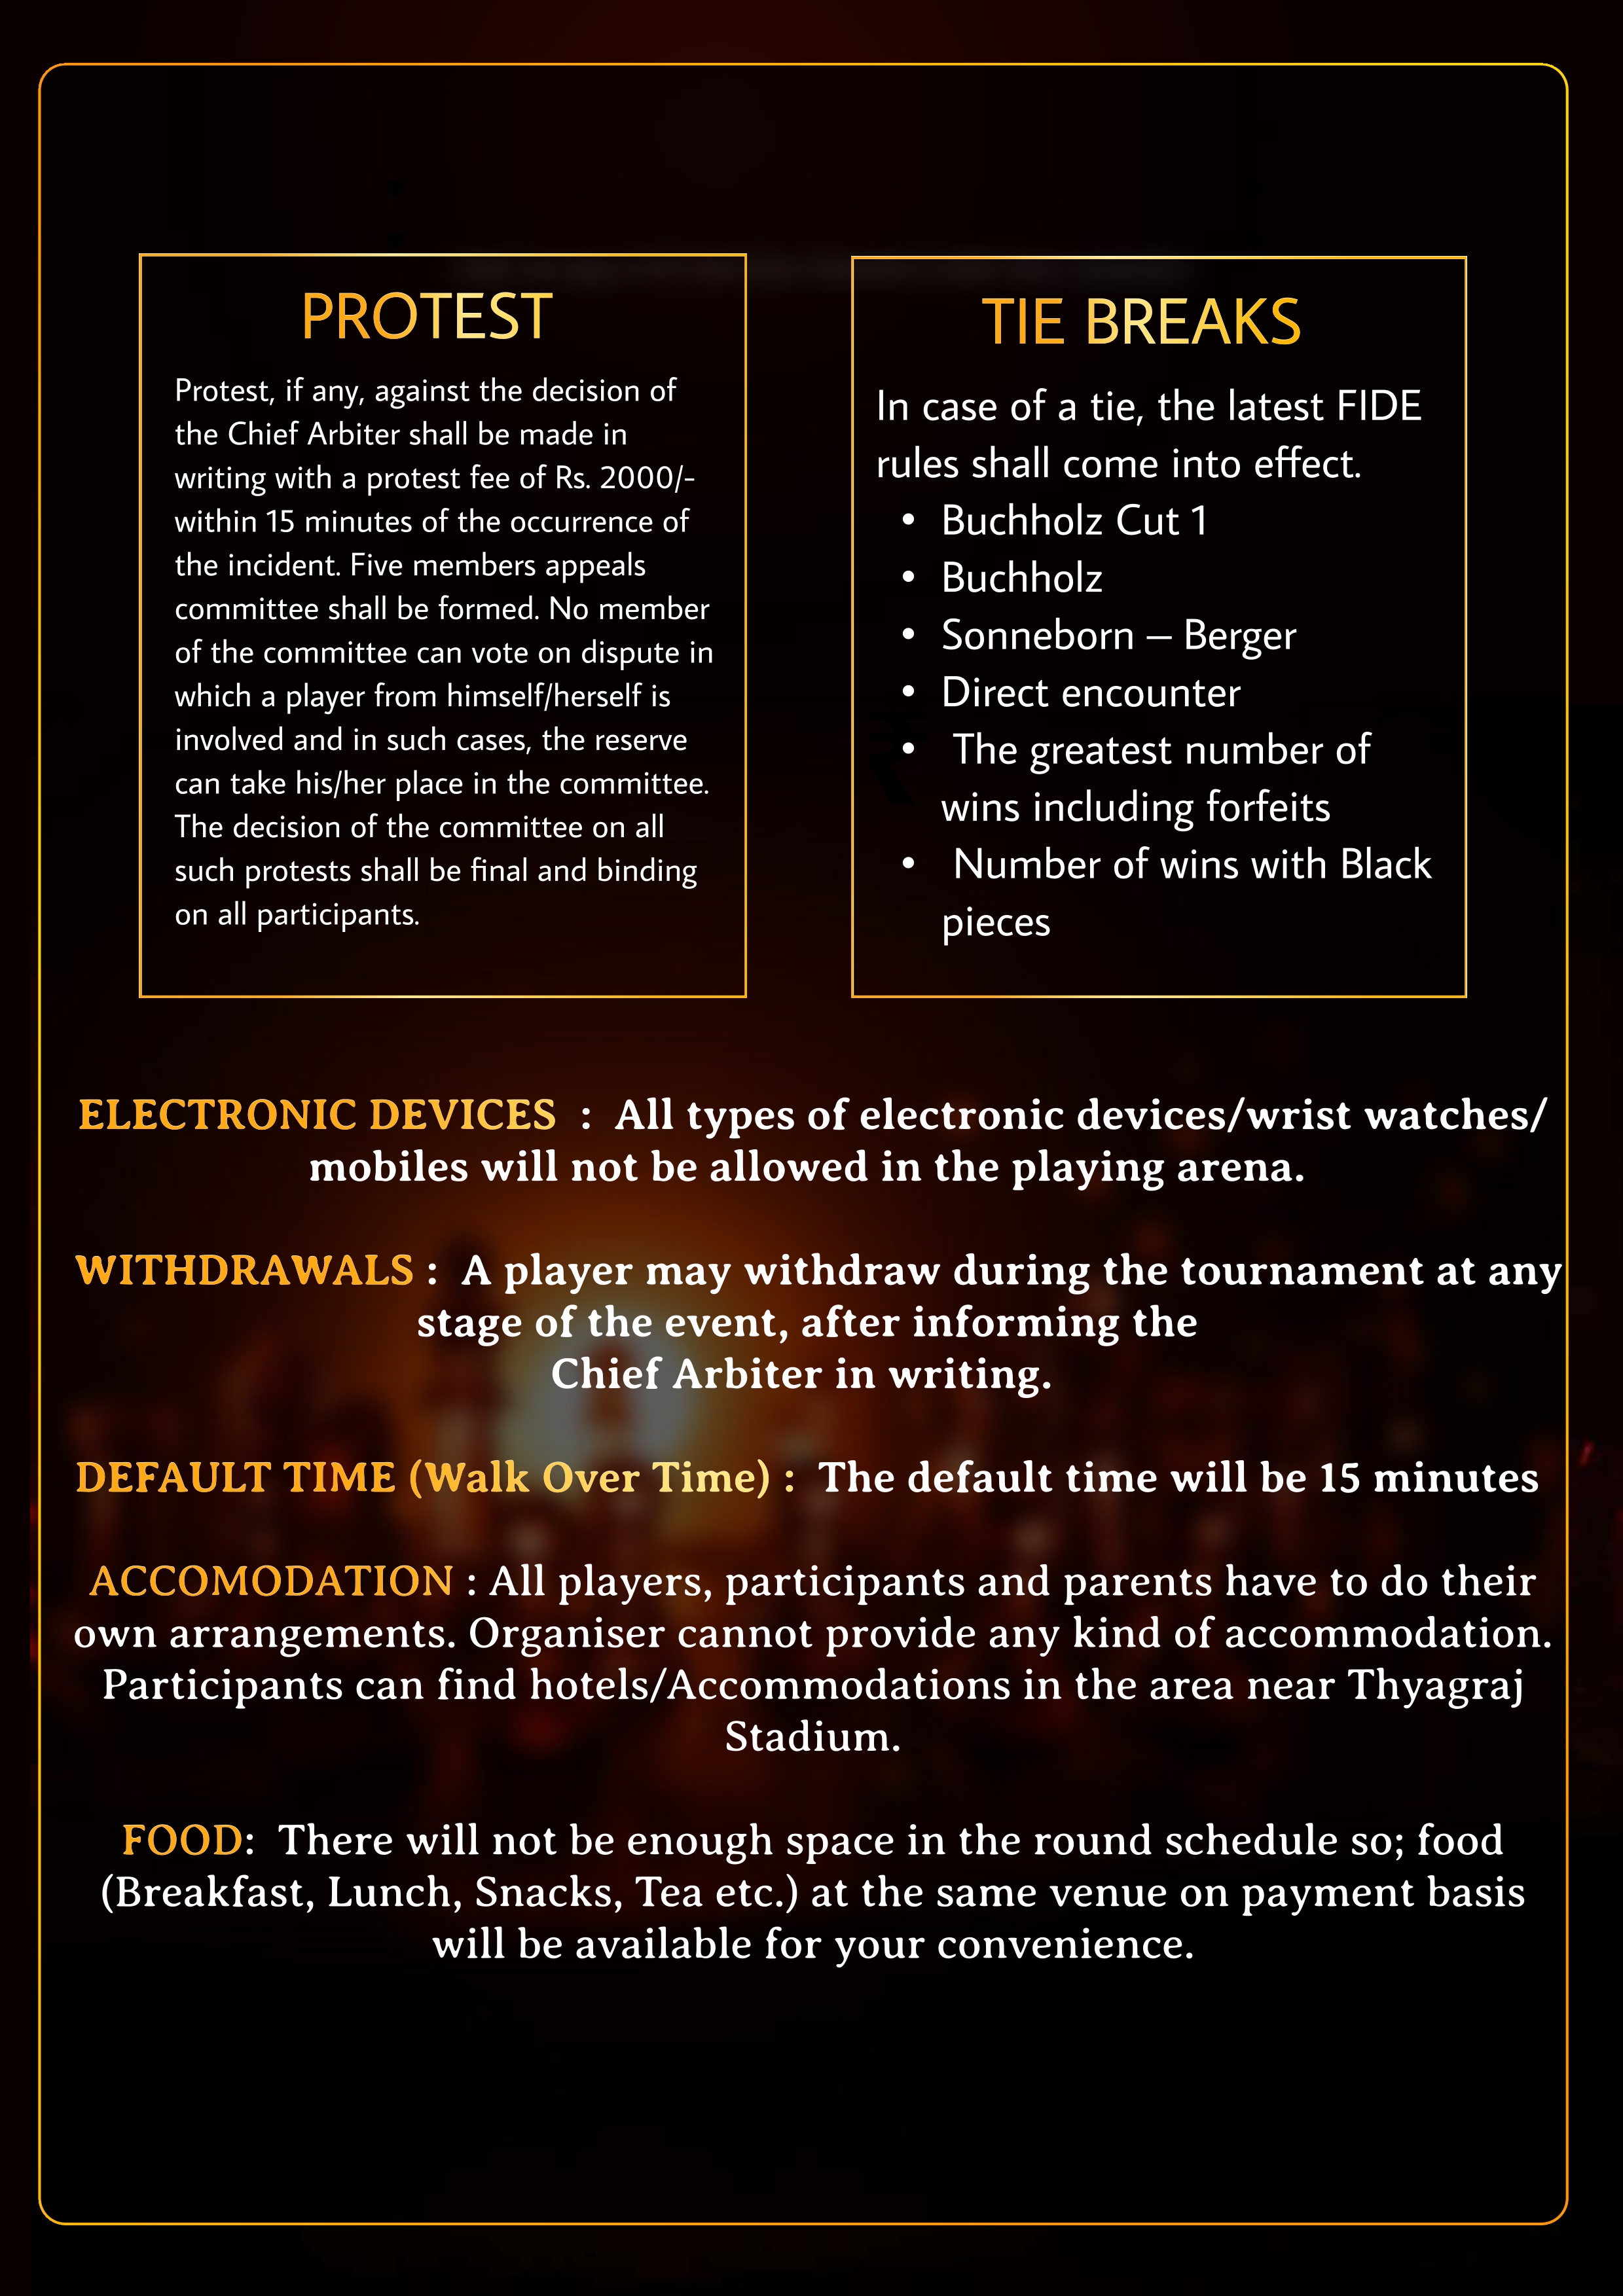 PROTEST
Protest, if any, against the decision of
the Chief Arbiter shall be made in
writing with a protest fee of Rs. 2000/-
within 15 minutes of the occurrence of
the incident. Five members appeals
committee shall be formed. No member
of the committee can vote on dispute in
which a player from himself/herself is
involved and in such cases, the reserve
can take his/her place in the committee.
The decision of the committee on all
such protests shall be final and binding
on all participants.
TIE BREAKS
In case of a tie, the latest FIDE
rules shall come into effect.
• Buchholz Cut 1
• Buchholz
• Sonneborn – Berger
• Direct encounter
• The greatest number of
wins including forfeits
• Number of wins with Black
pieces
ELECTRONIC DEVICES : All types of electronic devices/wrist watches/
mobiles will not be allowed in the playing arena.
WITHDRAWALS : A player may withdraw during the tournament at any
stage of the event, after informing the
Chief Arbiter in writing.
DEFAULT TIME (Walk Over Time) : The default time will be 15 minutes
ACCOMODATION : All players, participants and parents have to do their
own arrangements. Organiser cannot provide any kind of accommodation.
Participants can find hotels/Accommodations in the area near Thyagraj
Stadium.
FOOD: There will not be enough space in the round schedule so; food
(Breakfast, Lunch, Snacks, Tea etc.) at the same venue on payment basis
will be available for your convenience.